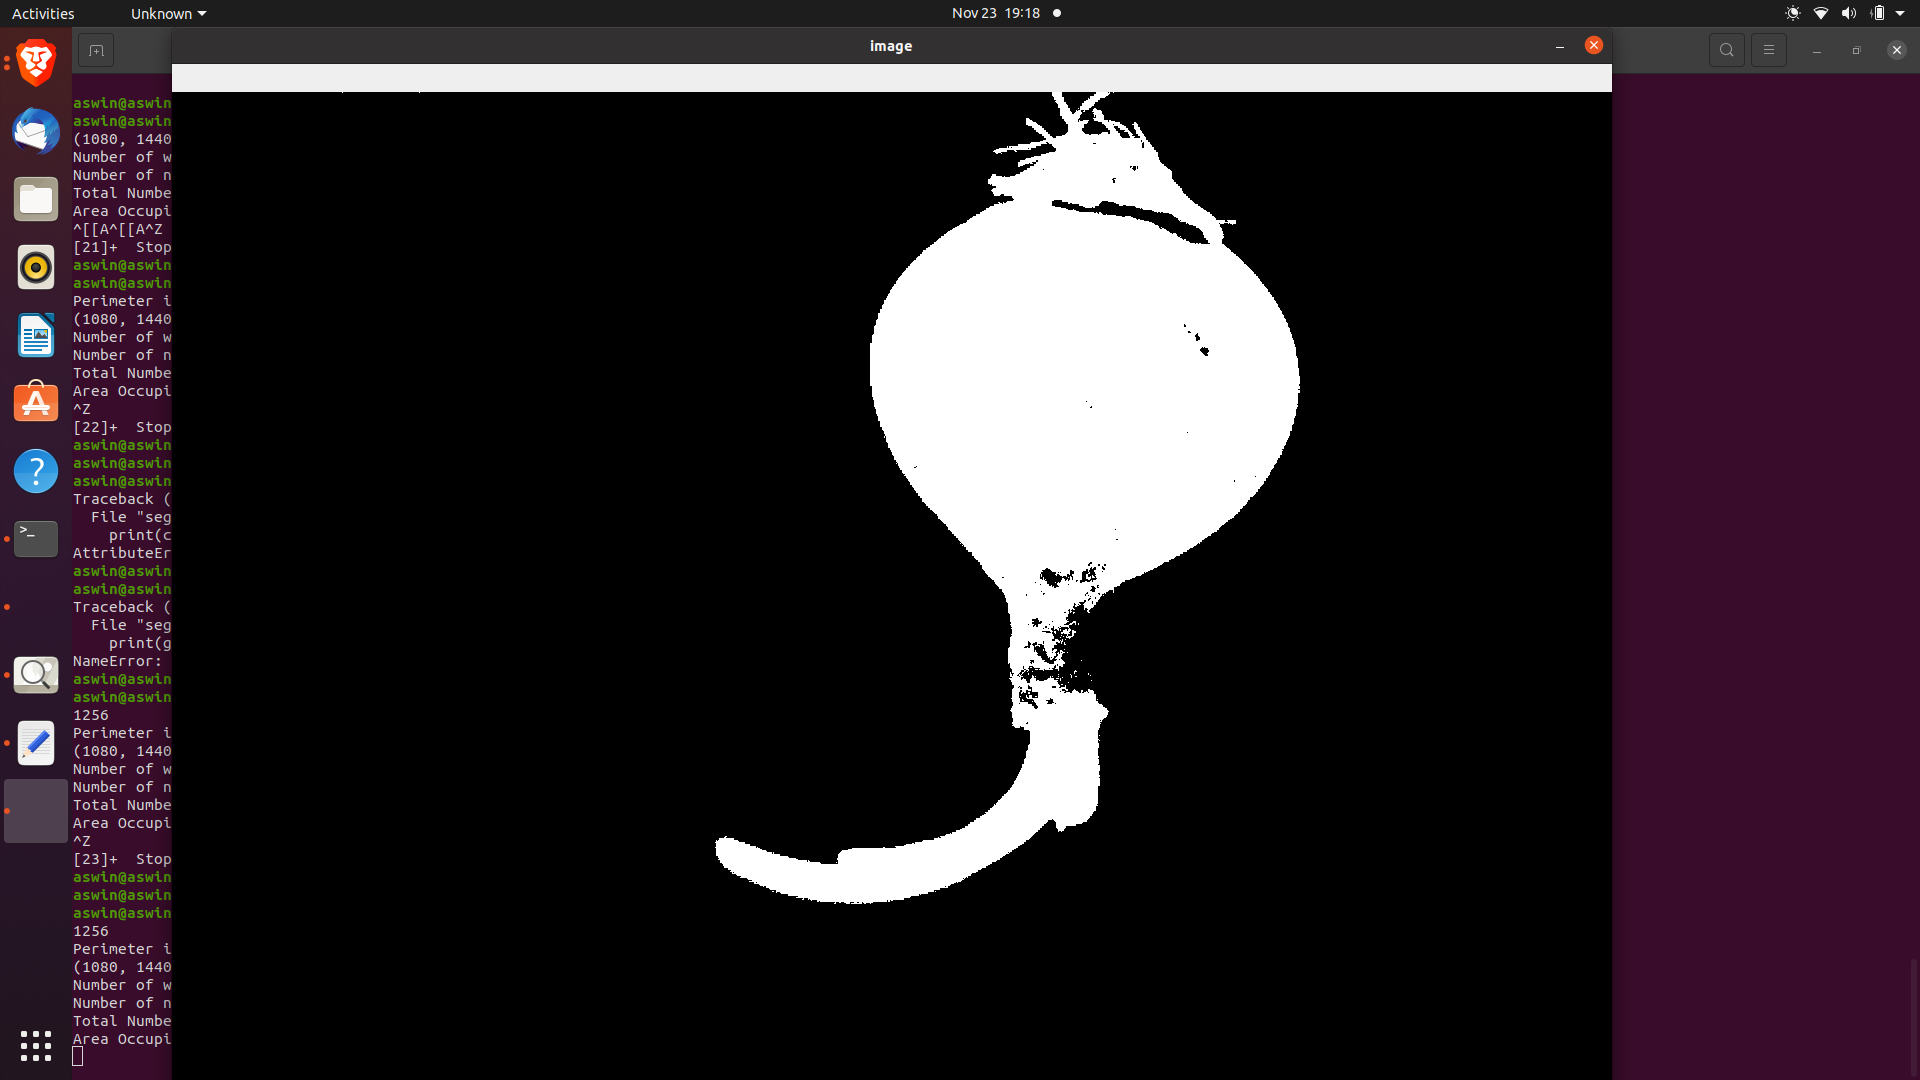 Activities
Unknown
Nov 23 19:18
image
aswin@aswin
aswin@aswin
(1080, 1440
Number of w
Number of n
Total Numbe
Area Occupi
^[[A^[[A^Z
[21]+ Stop
aswin@aswin
aswin@aswin
Perimeter i
(1080, 1440
Number of w
Number of n
Total Numbe
Area Occupi
^Z
[22]+ Stop
aswin@aswin
aswin@aswin
aswin@aswin
Traceback (
File "seg
print(c
AttributeEr
aswin@aswin
aswin@aswin
Traceback (
File "seg
print(g
NameError:
aswin@aswin
aswin@aswin
1256
Perimeter i
(1080, 1440
Number of w
Number of n
Total Numbe
Area Occupi
^Z
[23]+ Stop
aswin@aswin
aswin@aswin
aswin@aswin
1256
Perimeter i
(1080, 1440
Number of w
Number of n
Total Numbe
Area Occupi